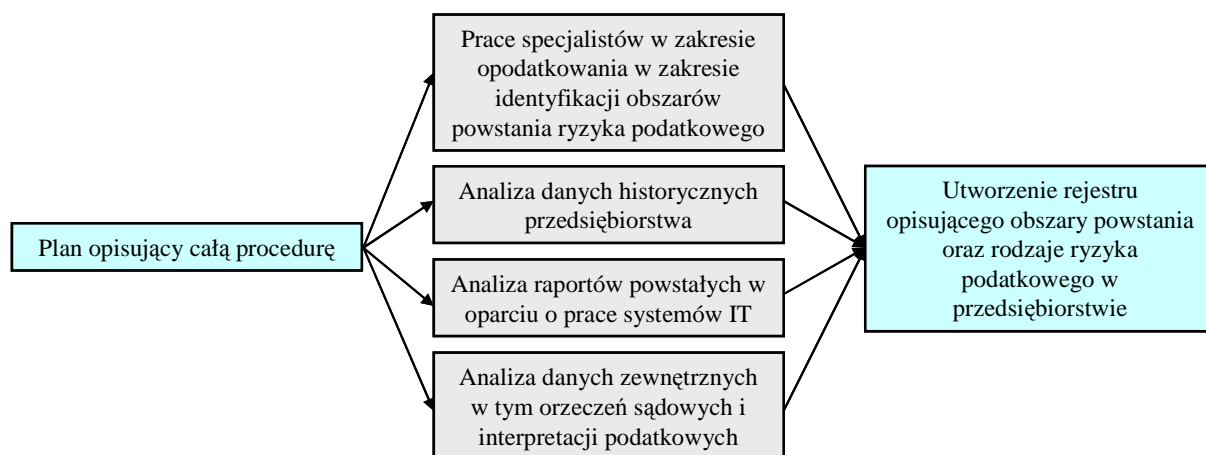 Prace specjalistów w zakresie
opodatkowania w zakresie
identyfikacji obszarów
powstania ryzyka podatkowego
Analiza danych historycznych
przedsiębiorstwa
Plan opisujący całą procedurę
Analiza raportów powstałych w
oparciu o prace systemów IT
Analiza danych zewnętrznych
w tym orzeczeń sądowych i
interpretacji podatkowych
Utworzenie rejestru
opisującego obszary powstania
oraz rodzaje ryzyka
podatkowego w
przedsiębiorstwie